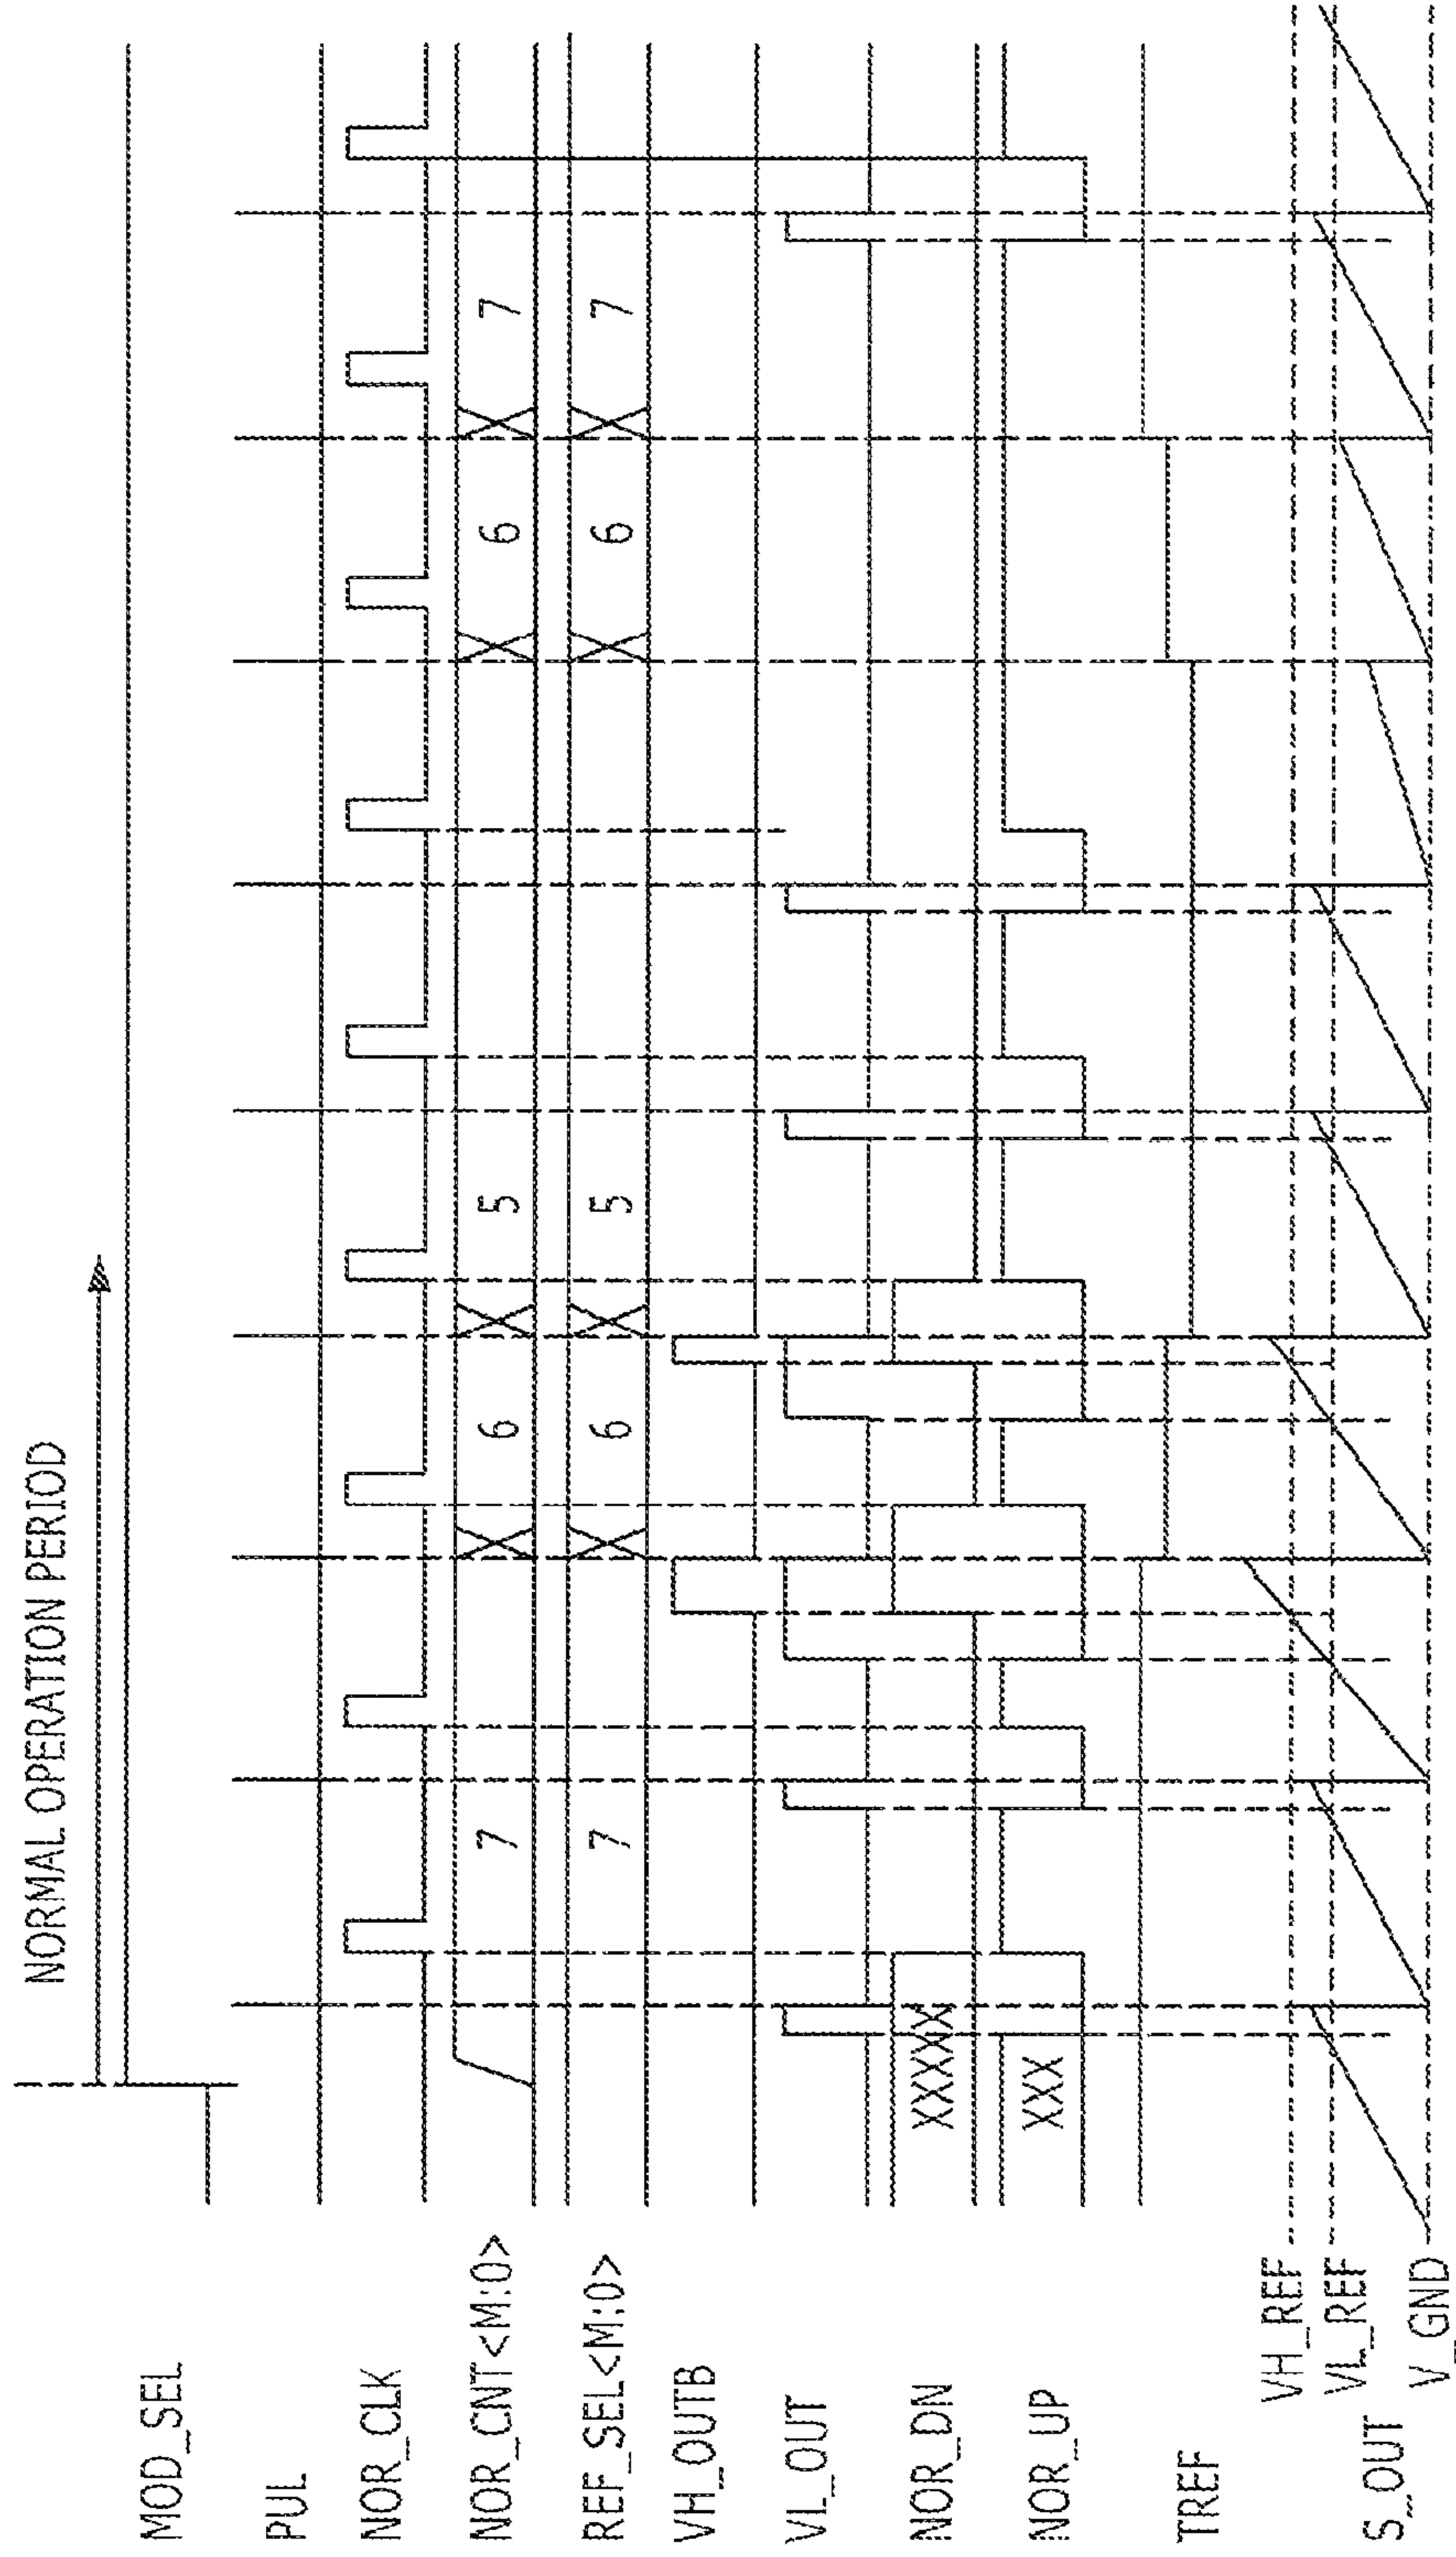 NORMAL OPERATION PERIOD
MOD_SEL
PUL
NOR_CLK
NOR_CNT<M:0> 7 6 5 6 7
REF_SEL<M:0> 7 6 5 6 7
VH_OUTB
VL_OUT
NOR_DN XXXXX
NOR_UP XXX
TREF
VH_REF
VL_REF
S_OUT
V_GND